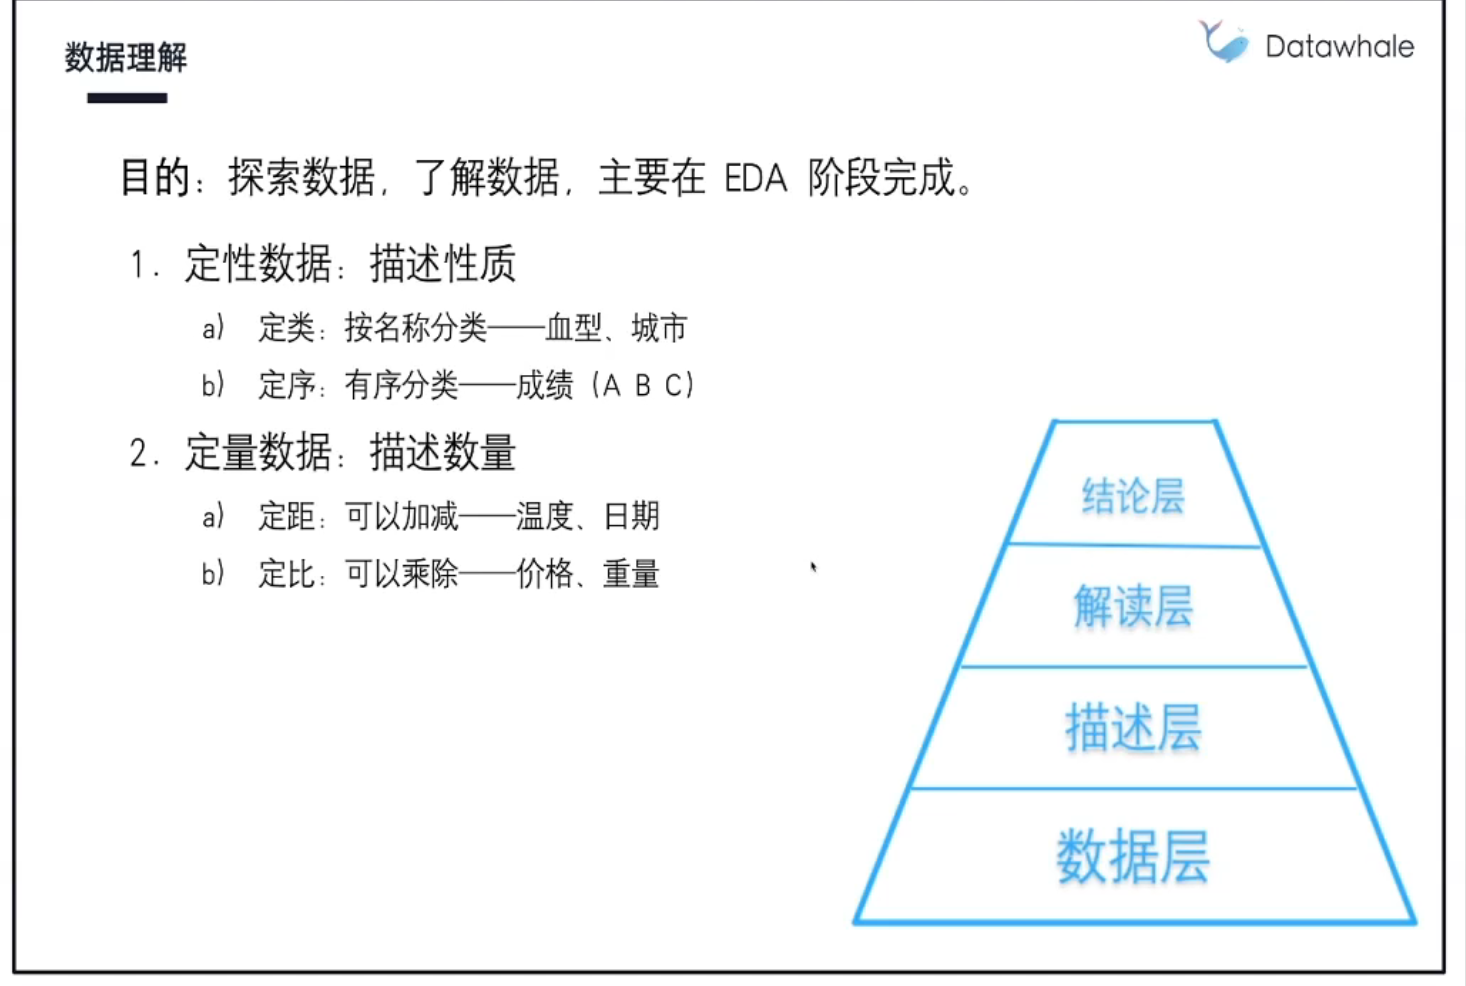 数据理解
Datawhale
目的：探索数据，了解数据，主要在 EDA 阶段完成。
1. 定性数据：描述性质
a) 定类：按名称分类——血型、城市
b) 定序：有序分类——成绩（A B C）
2. 定量数据：描述数量
a) 定距：可以加减——温度、日期
b) 定比：可以乘除——价格、重量
结论层
解读层
描述层
数据层